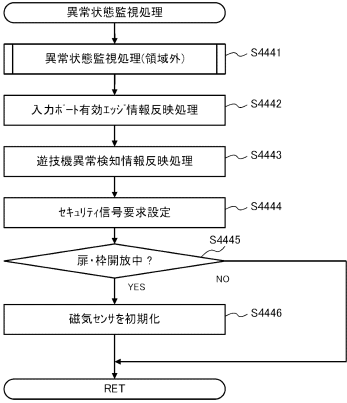 異常状態監視処理
異常状態監視処理(領域外)
S4441
入力ポート有効エッジ情報反映処理
S4442
遊技機異常検知情報反映処理
S4443
セキュリティ信号要求設定
S4444
S4445
扉・枠開放中？
NO
YES
磁気センサを初期化
S4446
RET